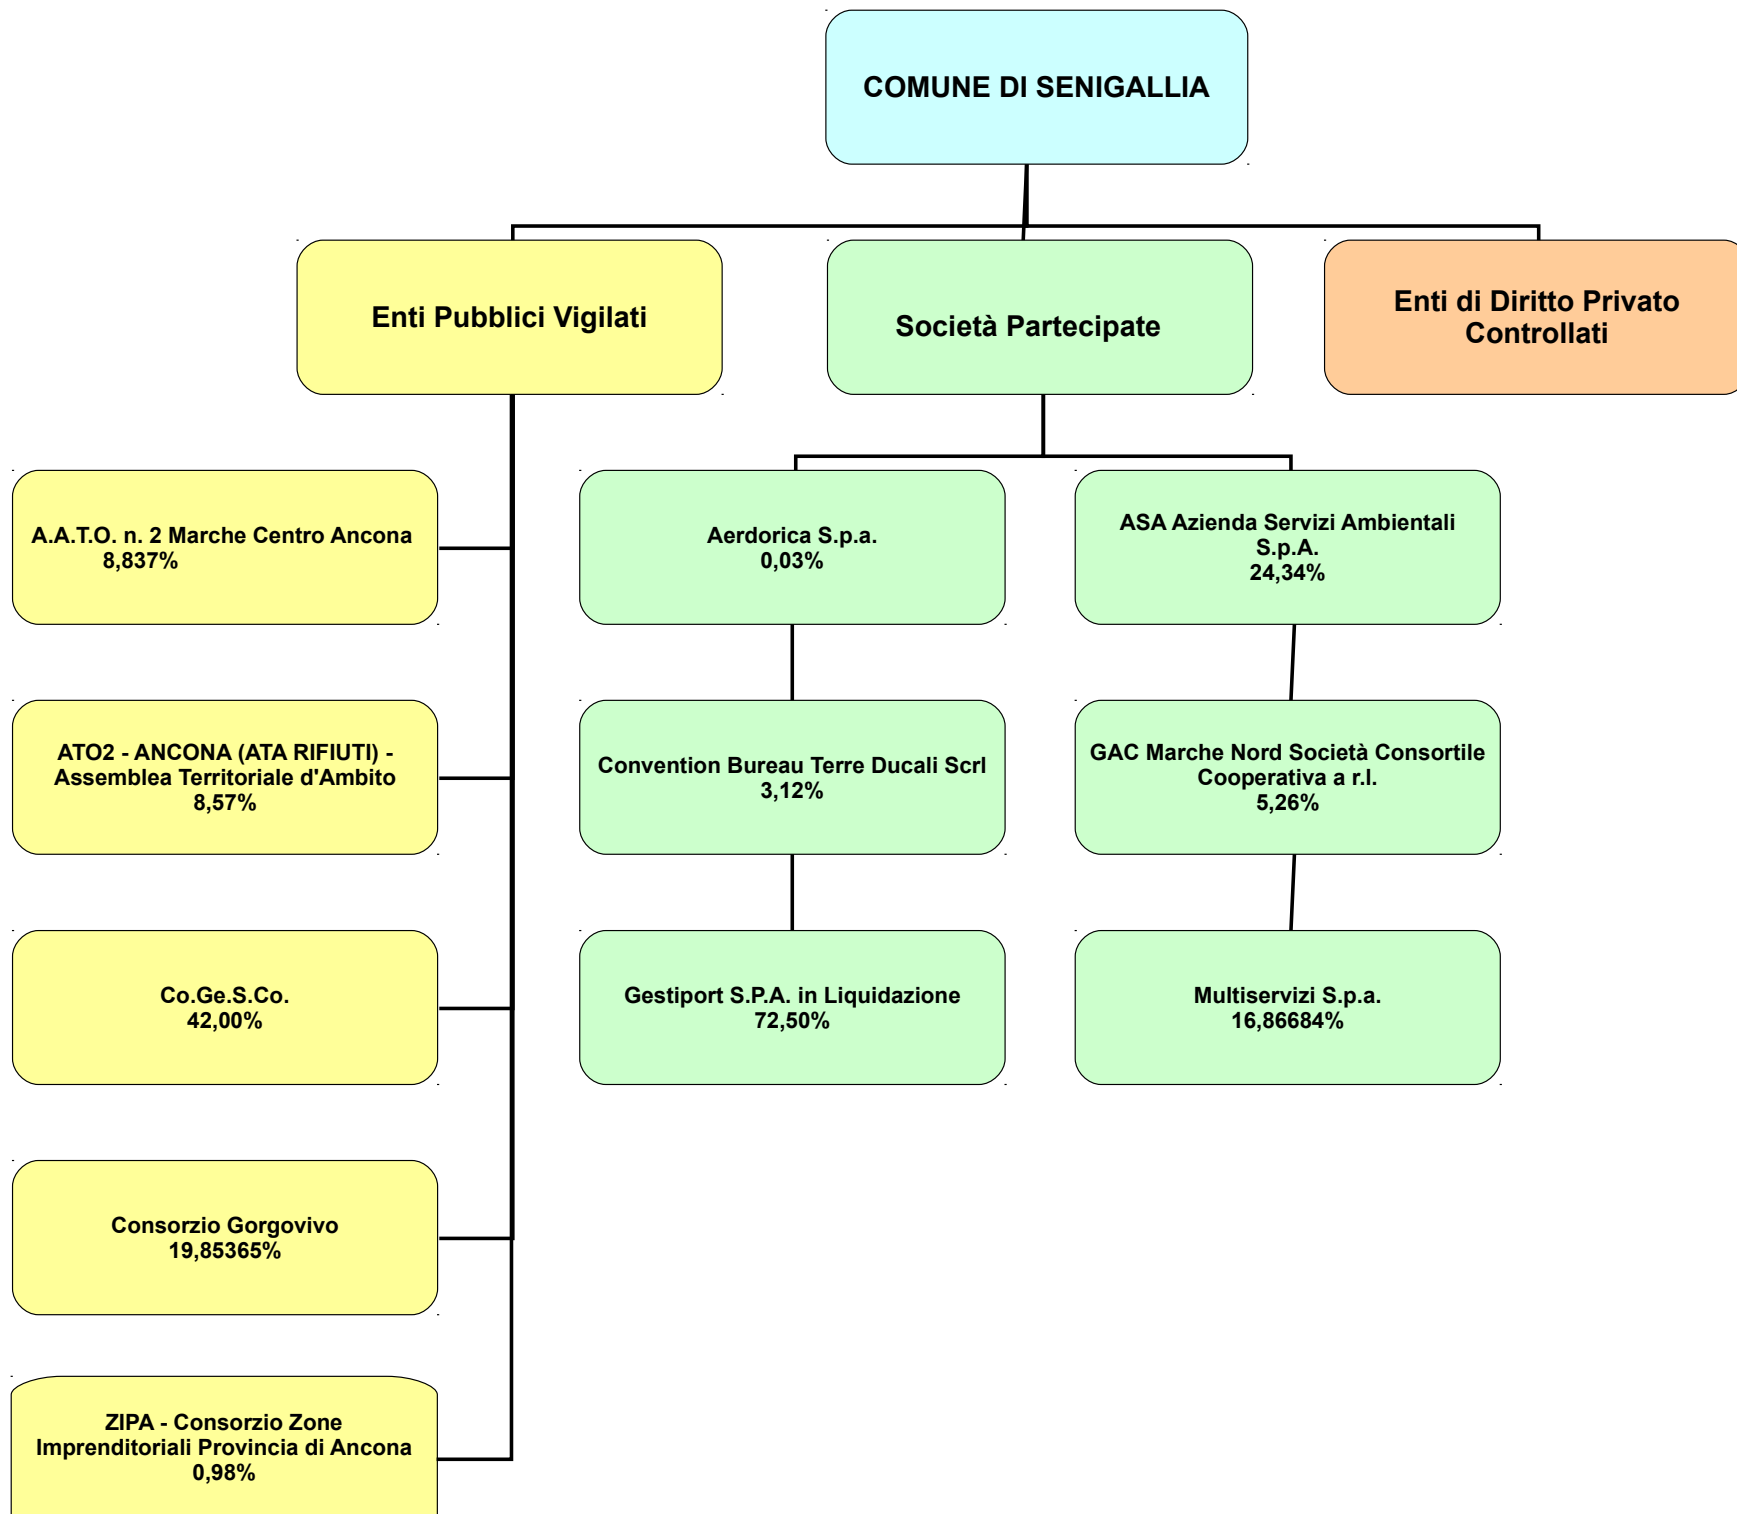 COMUNE DI SENIGALLIA
Enti Pubblici Vigilati
Società Partecipate
Enti di Diritto Privato
Controllati
A.A.T.O. n. 2 Marche Centro Ancona
8,837%
Aerdorica S.p.a.
0,03%
ASA Azienda Servizi Ambientali
S.p.A.
24,34%
ATO2 - ANCONA (ATA RIFIUTI) -
Assemblea Territoriale d'Ambito
8,57%
Convention Bureau Terre Ducali Scrl
3,12%
GAC Marche Nord Società Consortile
Cooperativa a r.l.
5,26%
Co.Ge.S.Co.
42,00%
Gestiport S.P.A. in Liquidazione
72,50%
Multiservizi S.p.a.
16,86684%
Consorzio Gorgovivo
19,85365%
ZIPA - Consorzio Zone
Imprenditoriali Provincia di Ancona
0,98%